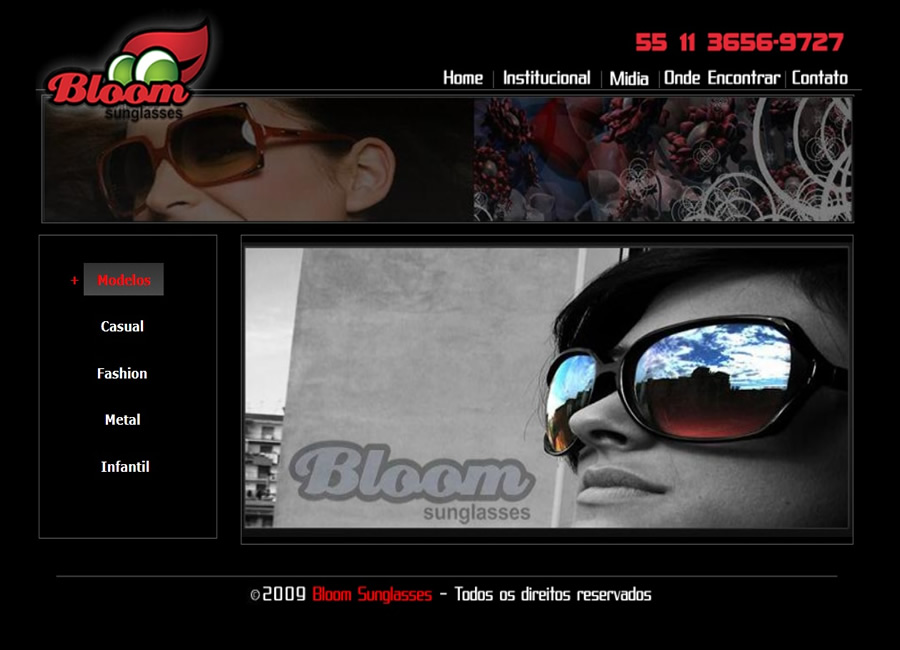 Bloom
sunglasses
55 11 3656-9727
Home | Institucional | Midia | Onde Encontrar | Contato
+ Modelos
Casual
Fashion
Metal
Infantil
Bloom
sunglasses
©2009 Bloom Sunglasses - Todos os direitos reservados